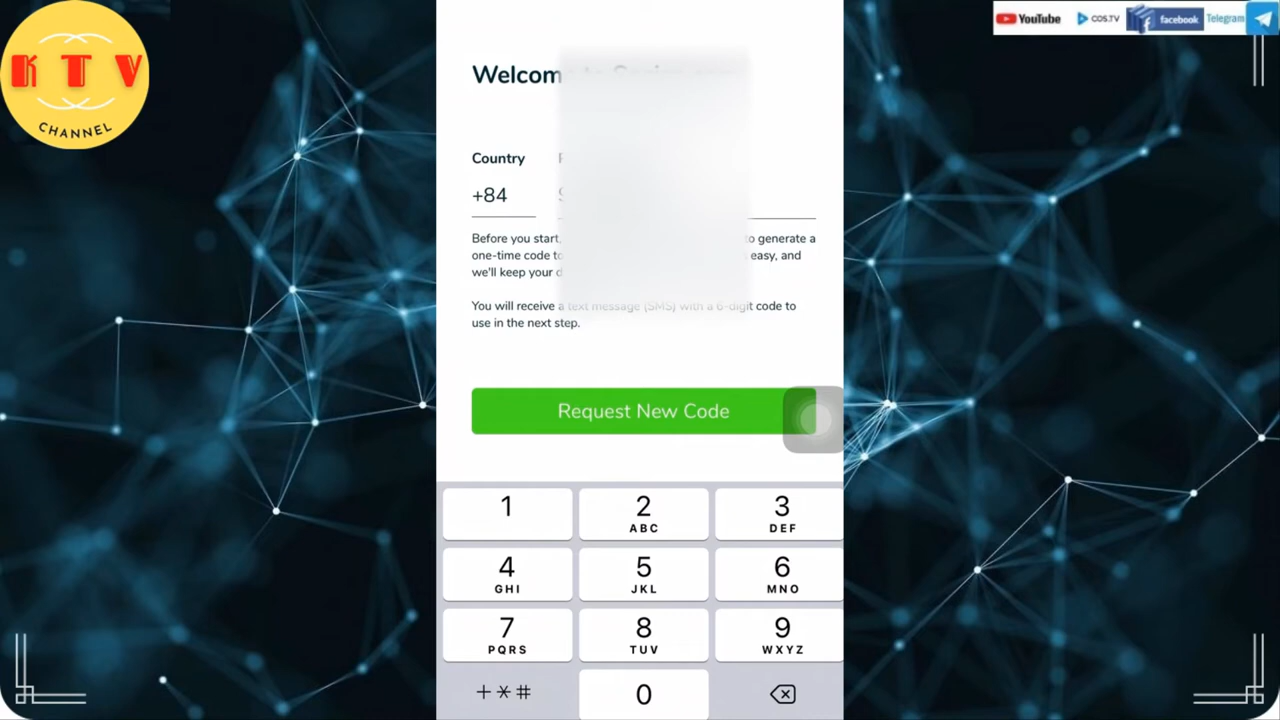 K T V
CHANNEL
YouTube
COS.TV
facebook
Telegram
Welcom
Country
+84
Before you start, to generate a
one-time code to easy, and
we'll keep your d
You will receive a text message (SMS) with a 6-digit code to
use in the next step.
Request New Code
1
2
ABC
3
DEF
4
GHI
5
JKL
6
MNO
7
PQRS
8
TUV
9
WXYZ
+*#
0